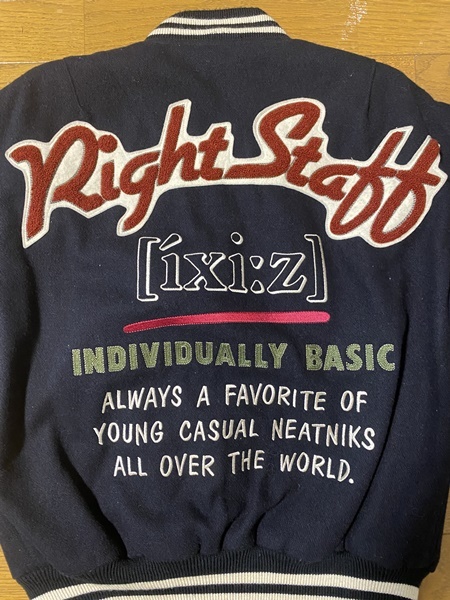 Right Staff
[íxi:z]
INDIVIDUALLY BASIC
ALWAYS A FAVORITE OF
YOUNG CASUAL NEATNIKS
ALL OVER THE WORLD.